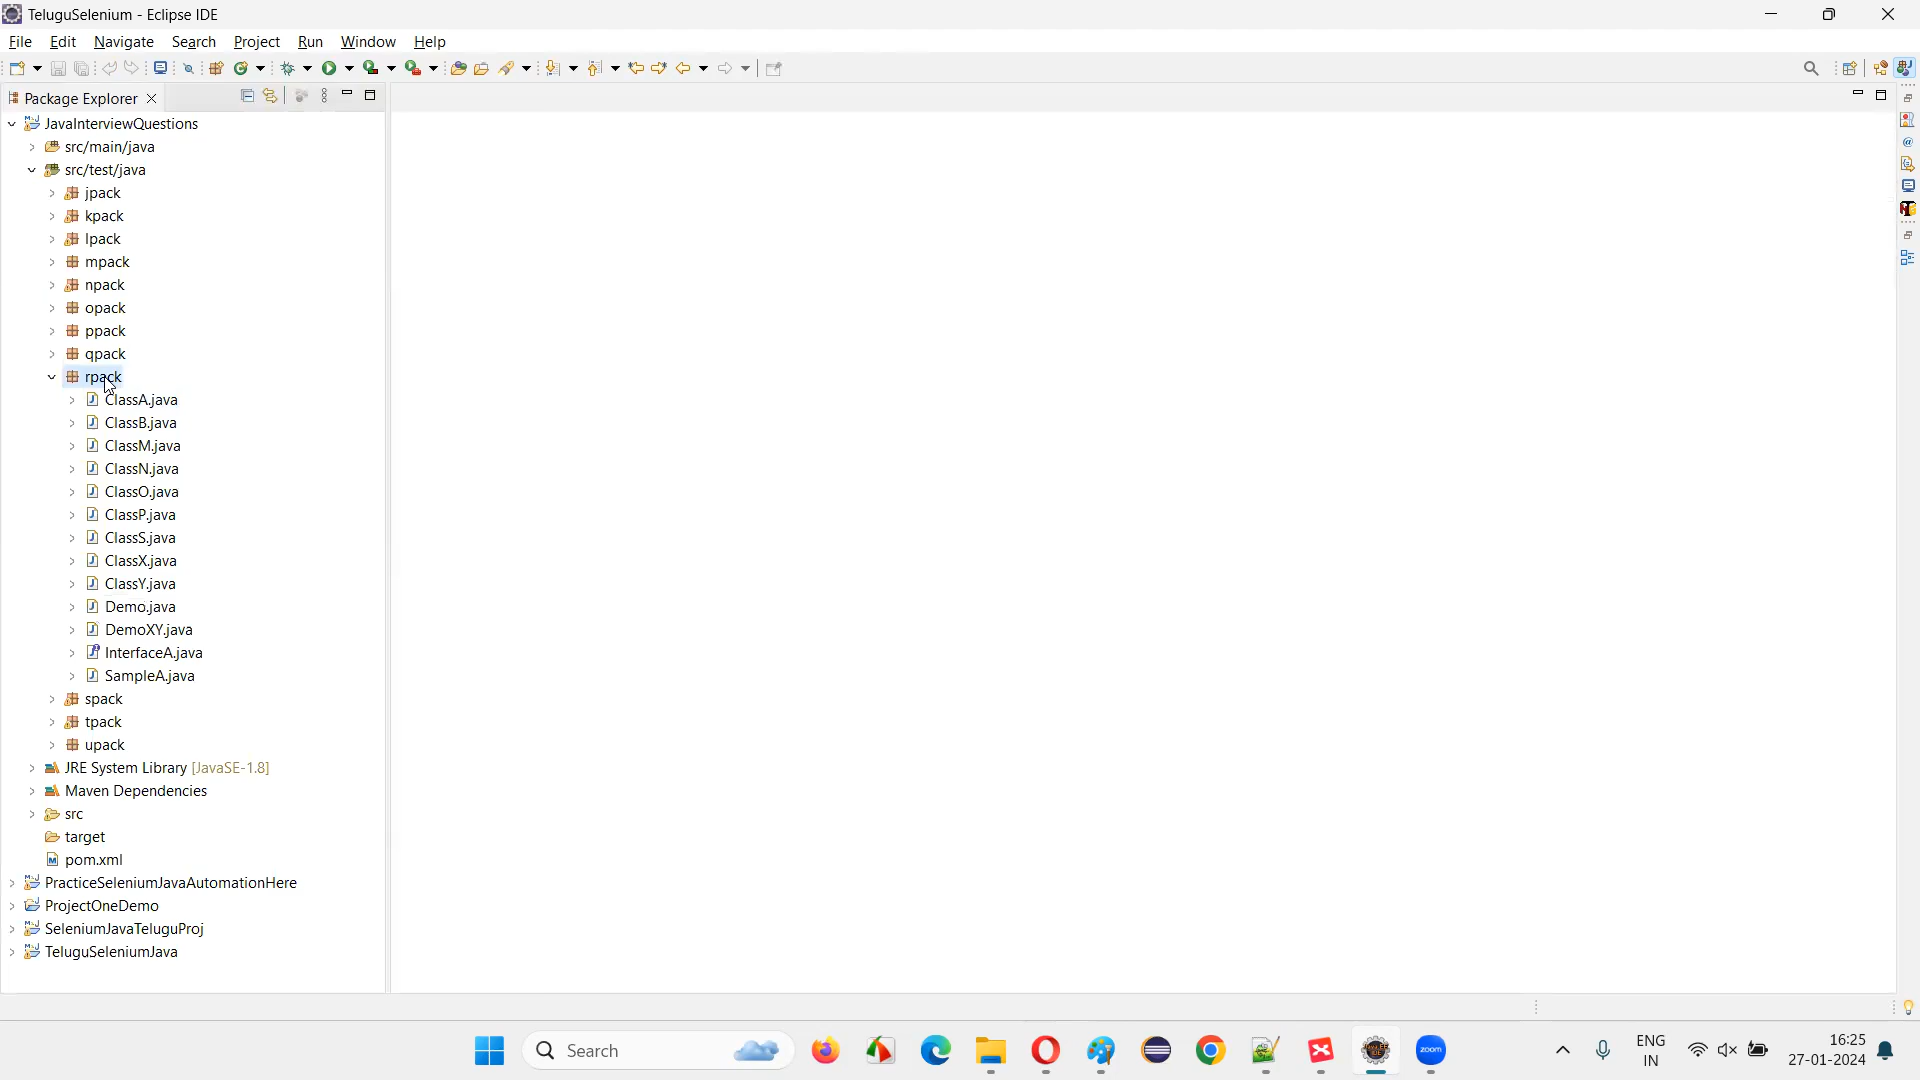 TeluguSelenium - Eclipse IDE
File Edit Navigate Search Project Run Window Help
Package Explorer
JavaInterviewQuestions
src/main/java
src/test/java
jpack
kpack
lpack
mpack
npack
opack
ppack
qpack
rpack
ClassA.java
ClassB.java
ClassM.java
ClassN.java
ClassO.java
ClassP.java
ClassS.java
ClassX.java
ClassY.java
Demo.java
DemoXY.java
InterfaceA.java
SampleA.java
spack
tpack
upack
JRE System Library [JavaSE-1.8]
Maven Dependencies
src
target
pom.xml
PracticeSeleniumJavaAutomationHere
ProjectOneDemo
SeleniumJavaTeluguProj
TeluguSeleniumJava
Search
zoom
ENG
IN
16:25
27-01-2024